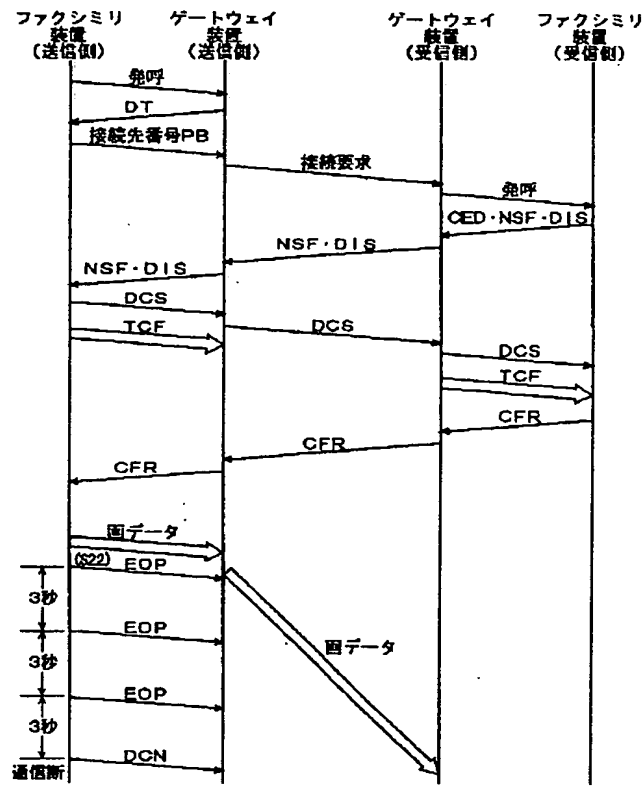 ファクシミリ
装置
(送信側)
ゲートウェイ
装置
(送信側)
ゲートウェイ
装置
(受信側)
ファクシミリ
装置
(受信側)
発呼
DT
接続先番号PB
接続要求
発呼
CED・NSF・DIS
NSF・DIS
NSF・DIS
DCS
TCF
DCS
DCS
TCF
CFR
CFR
CFR
画データ
(S22) EOP
3秒
画データ
EOP
3秒
EOP
3秒
DCN
通信断